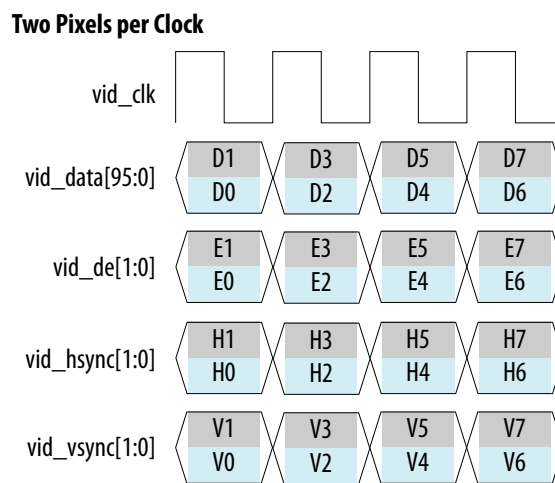 Two Pixels per Clock
vid_clk
vid_data[95:0]
D1 D3 D5 D7
D0 D2 D4 D6
vid_de[1:0]
E1 E3 E5 E7
E0 E2 E4 E6
vid_hsync[1:0]
H1 H3 H5 H7
H0 H2 H4 H6
vid_vsync[1:0]
V1 V3 V5 V7
V0 V2 V4 V6